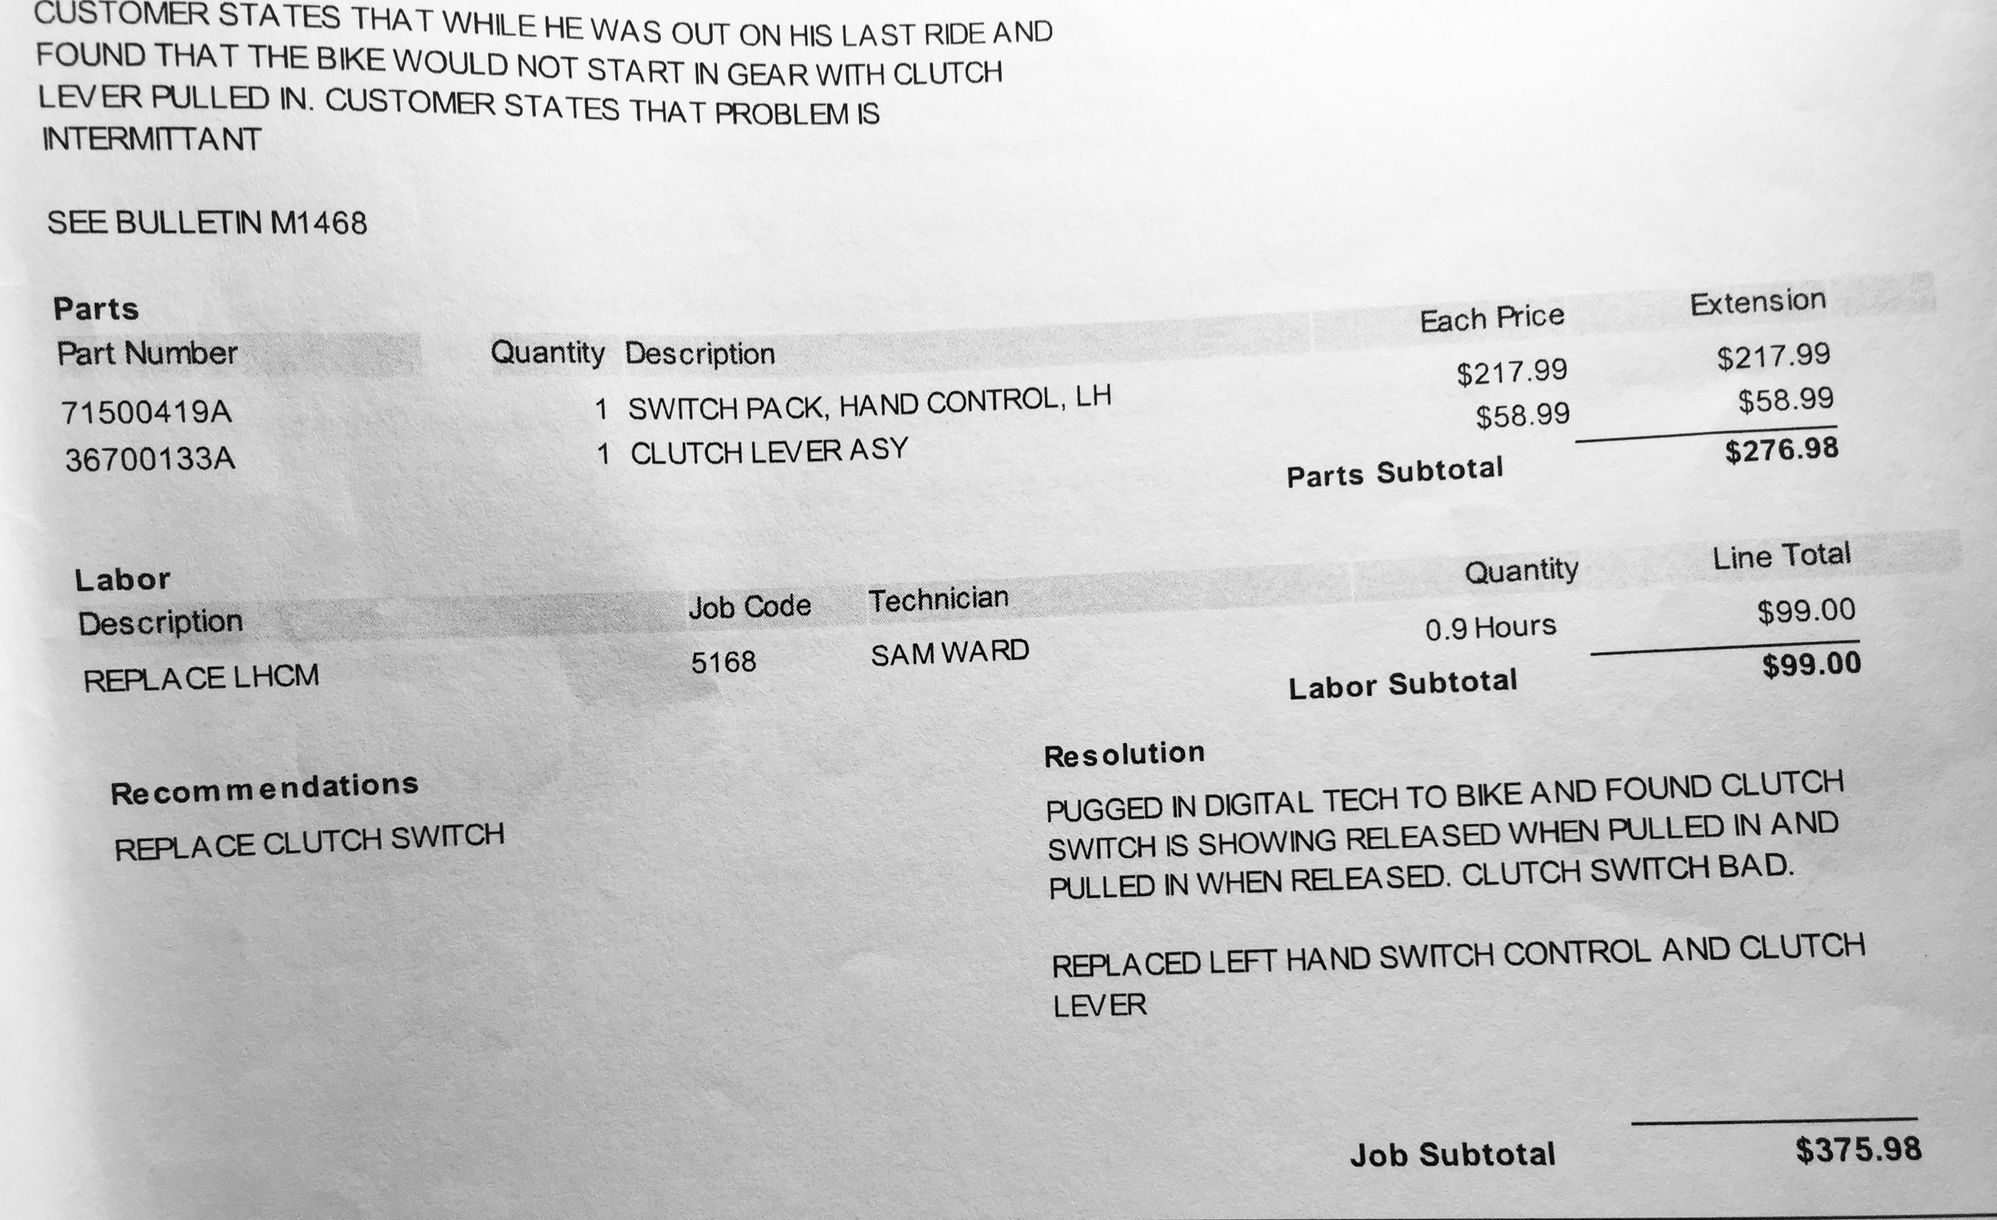 CUSTOMER STATES THAT WHILE HE WAS OUT ON HIS LAST RIDE AND
FOUND THAT THE BIKE WOULD NOT START IN GEAR WITH CLUTCH
LEVER PULLED IN. CUSTOMER STATES THAT PROBLEM IS
INTERMITTANT
SEE BULLETIN M1468
Parts
Part Number Quantity Description Each Price Extension
71500419A 1 SWITCH PACK, HAND CONTROL, LH $217.99 $217.99
36700133A 1 CLUTCH LEVER ASY $58.99 $58.99
Parts Subtotal $276.98
Labor
Description Job Code Technician Quantity Line Total
REPLACE LHCM 5168 SAM WARD 0.9 Hours $99.00
Labor Subtotal $99.00
Recommendations
REPLACE CLUTCH SWITCH
Resolution
PUGGED IN DIGITAL TECH TO BIKE AND FOUND CLUTCH
SWITCH IS SHOWING RELEASED WHEN PULLED IN AND
PULLED IN WHEN RELEASED. CLUTCH SWITCH BAD.
REPLACED LEFT HAND SWITCH CONTROL AND CLUTCH
LEVER
Job Subtotal $375.98